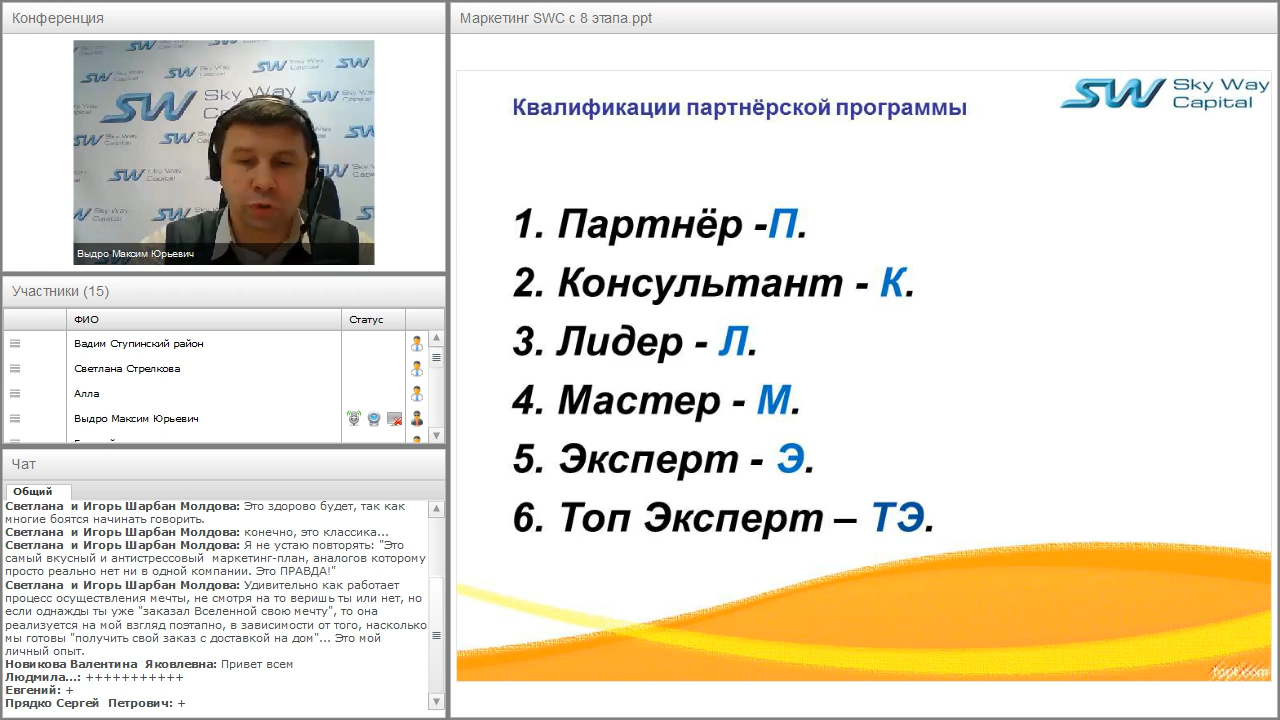 Конференция
Маркетинг SWC с 8 этапа.ppt
SW Sky Way
Capital
Выдро Максим Юрьевич
Участники (15)
ФИО
Статус
Вадим Ступинский район
Светлана Стрелкова
Алла
Выдро Максим Юрьевич
Чат
Общий
Светлана и Игорь Шарбан Молдова: Это здорово будет, так как
многие боятся начинать говорить.
Светлана и Игорь Шарбан Молдова: конечно, это классика...
Светлана и Игорь Шарбан Молдова: Я не устаю повторять: "Это
самый вкусный и антистрессовый маркетинг-план, аналогов которому
просто реально нет ни в одной компании. Это ПРАВДА!"
Светлана и Игорь Шарбан Молдова: Удивительно как работает
процесс осуществления мечты, не смотря на то веришь ты или нет, но
если однажды ты уже "заказал Вселенной свою мечту", то она
реализуется на мой взгляд поэтапно, в зависимости от того, насколько
мы готовы "получить свой заказ с доставкой на дом"... Это мой
личный опыт.
Новикова Валентина Яковлевна: Привет всем
Людмила...: +++++++++++
Евгений: +
Прядко Сергей Петрович: +
Квалификации партнёрской программы
SW Sky Way
Capital
1. Партнёр -П.
2. Консультант - К.
3. Лидер - Л.
4. Мастер - М.
5. Эксперт - Э.
6. Топ Эксперт – ТЭ.
fppt.com